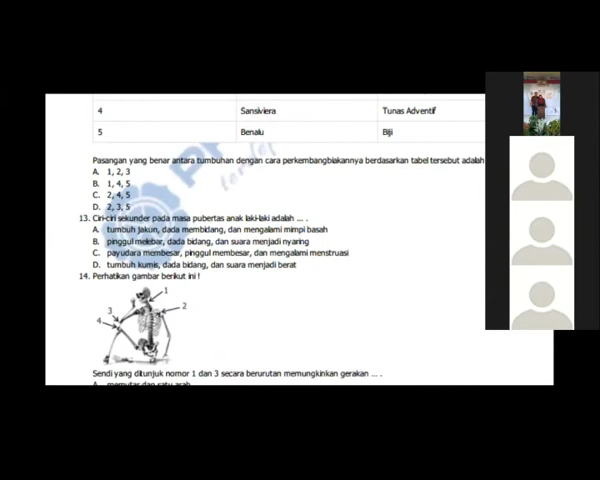 4 Sansiviera Tunas Adventif
5 Benalu Biji
Pasangan yang benar antara tumbuhan dengan cara perkembangbiakannya berdasarkan tabel tersebut adalah
A. 1, 2, 3
B. 1, 4, 5
C. 2, 4, 5
D. 2, 3, 5
13. Ciri-ciri sekunder pada masa pubertas anak laki-laki adalah ... .
A. tumbuh jakun, dada membidang, dan mengalami mimpi basah
B. pinggul melebar, dada bidang, dan suara menjadi nyaring
C. payudara membesar, pinggul membesar, dan mengalami menstruasi
D. tumbuh kumis, dada bidang, dan suara menjadi berat
14. Perhatikan gambar berikut ini !
1
2
3
4
Sendi yang ditunjuk nomor 1 dan 3 secara berurutan memungkinkan gerakan ... .
A. memutar dan satu arah